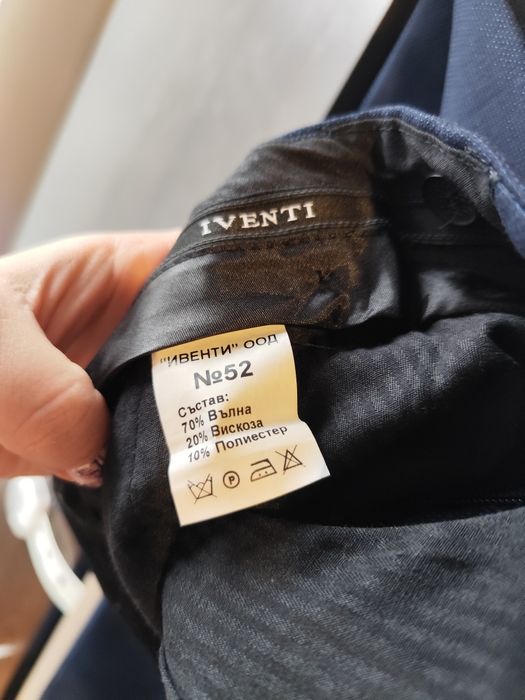 IVENTI
"ИВЕНТИ" ООД
№52
Състав:
70% Вълна
20% Вискоза
10% Полиестер
P